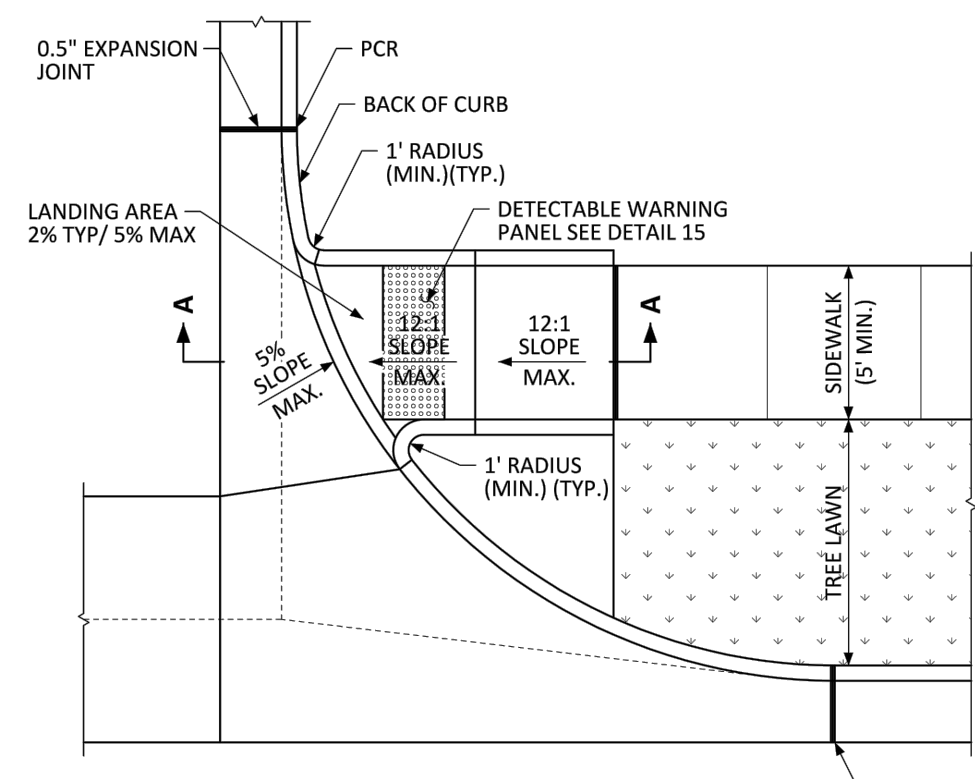 0.5" EXPANSION
JOINT
PCR
BACK OF CURB
1' RADIUS
(MIN.)(TYP.)
LANDING AREA
2% TYP/ 5% MAX
DETECTABLE WARNING
PANEL SEE DETAIL 15
A
A
5%
SLOPE
MAX.
12:1
SLOPE
MAX.
12:1
SLOPE
MAX.
SIDEWALK
(5' MIN.)
1' RADIUS
(MIN.) (TYP.)
TREE LAWN